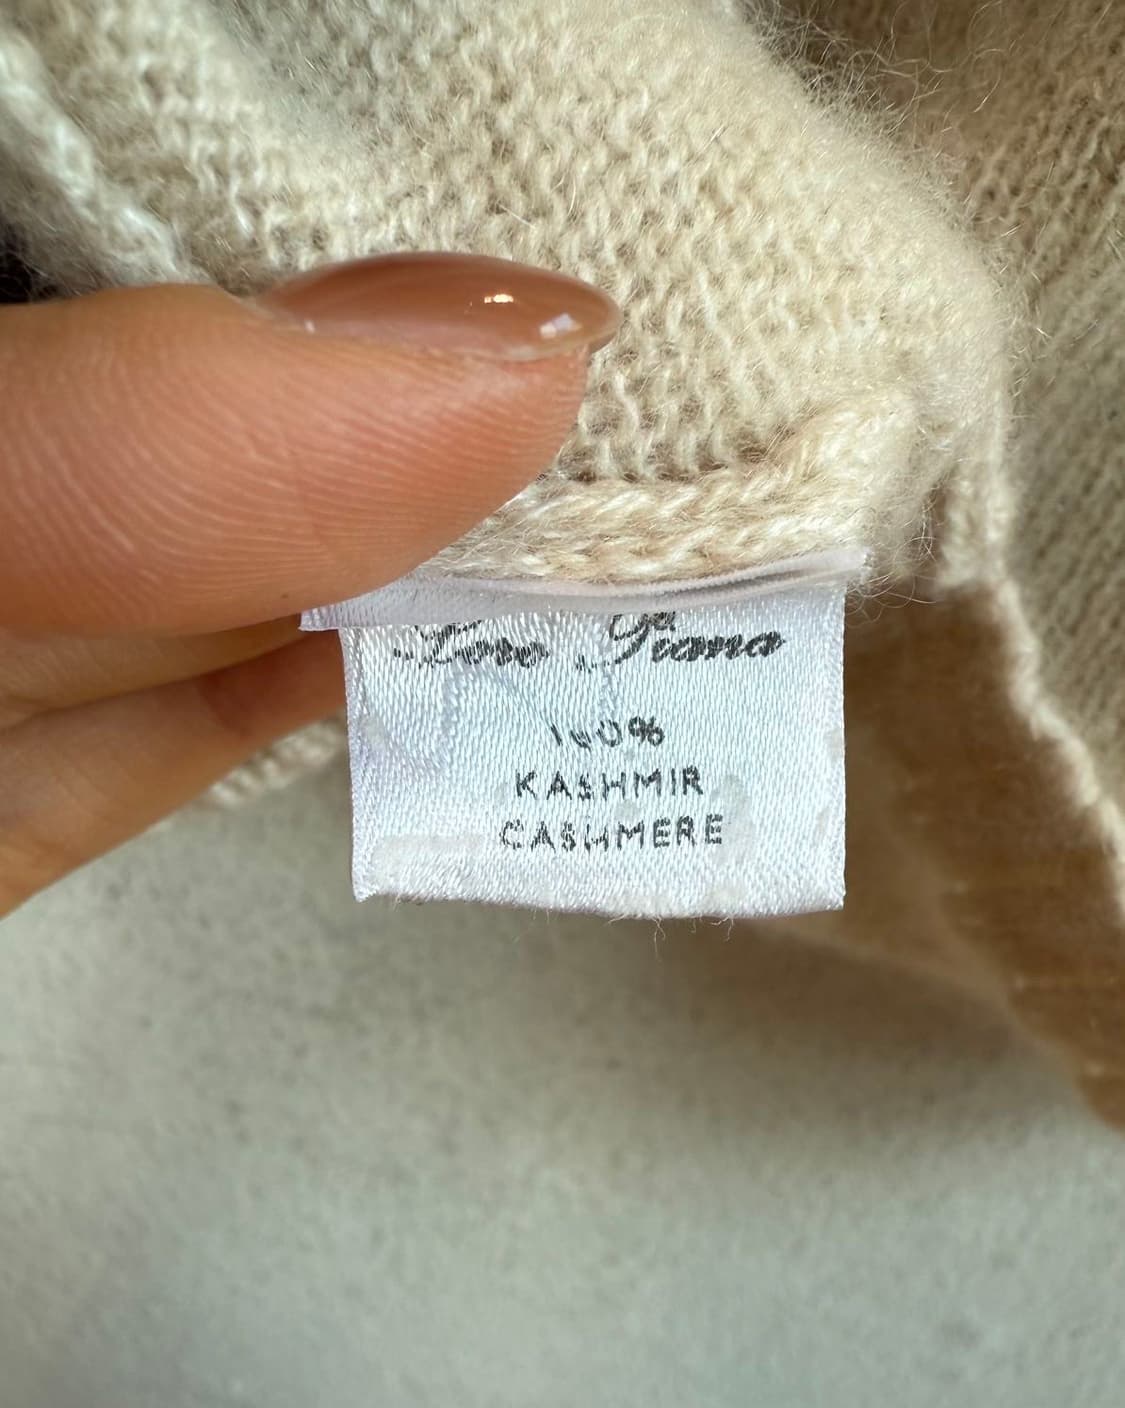 Loro Piana
100%
KASHMIR
CASHMERE